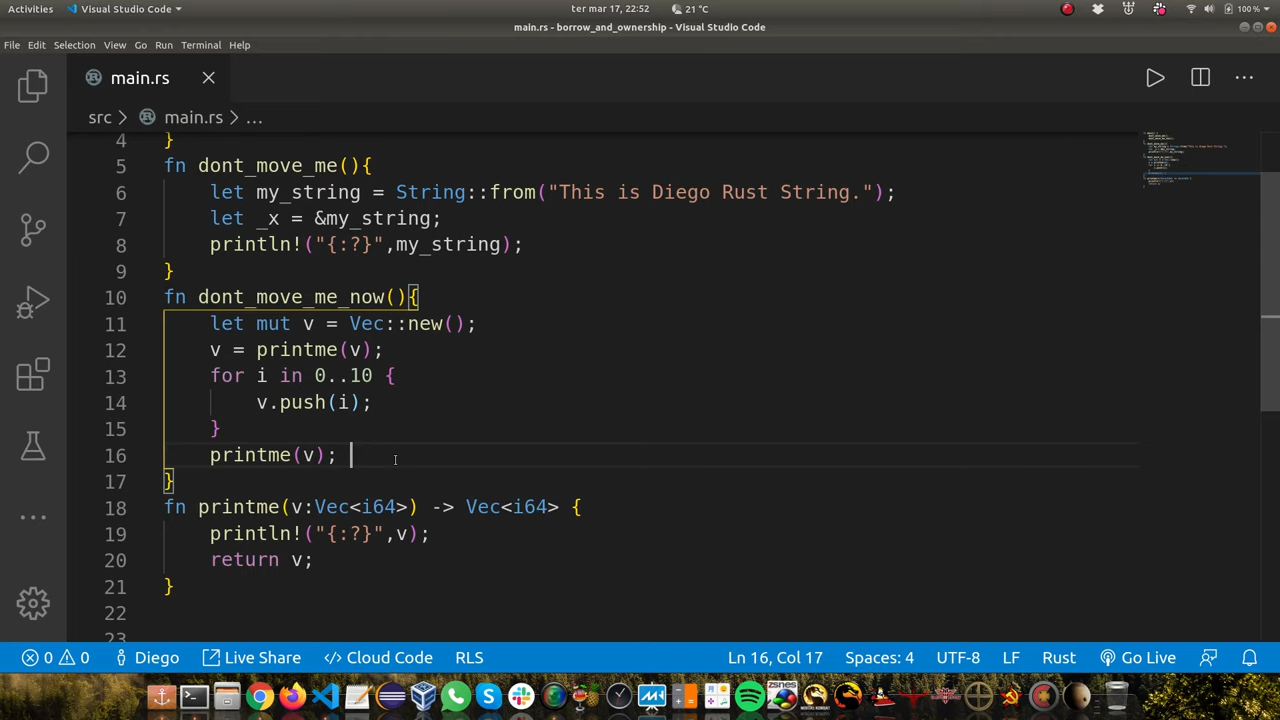 Activities
Visual Studio Code
ter mar 17, 22:52
21 °C
100 %
main.rs - borrow_and_ownership - Visual Studio Code
File Edit Selection View Go Run Terminal Help
main.rs
src > main.rs > ...
4 }
5 fn dont_move_me(){
6 let my_string = String::from("This is Diego Rust String.");
7 let _x = &my_string;
8 println!("{:?}",my_string);
9 }
10 fn dont_move_me_now(){
11 let mut v = Vec::new();
12 v = printme(v);
13 for i in 0..10 {
14 v.push(i);
15 }
16 printme(v);
17 }
18 fn printme(v:Vec<i64>) -> Vec<i64> {
19 println!("{:?}",v);
20 return v;
21 }
22
23
0 0 Diego Live Share Cloud Code RLS Ln 16, Col 17 Spaces: 4 UTF-8 LF Rust Go Live